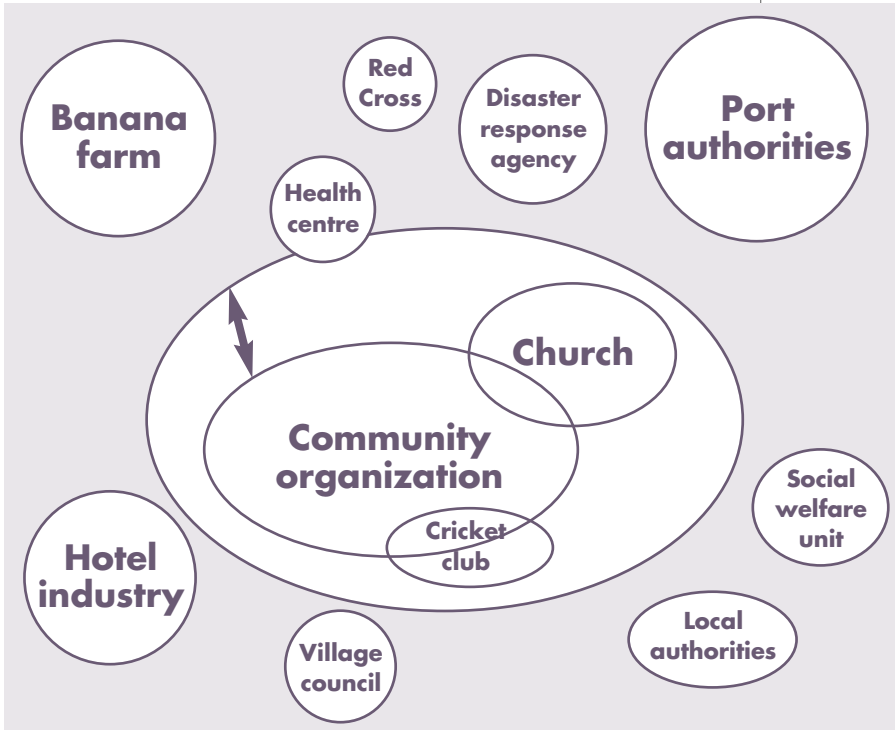 Banana
farm
Red
Cross
Disaster
response
agency
Port
authorities
Health
centre
Church
Community
organization
Cricket
club
Social
welfare
unit
Hotel
industry
Village
council
Local
authorities